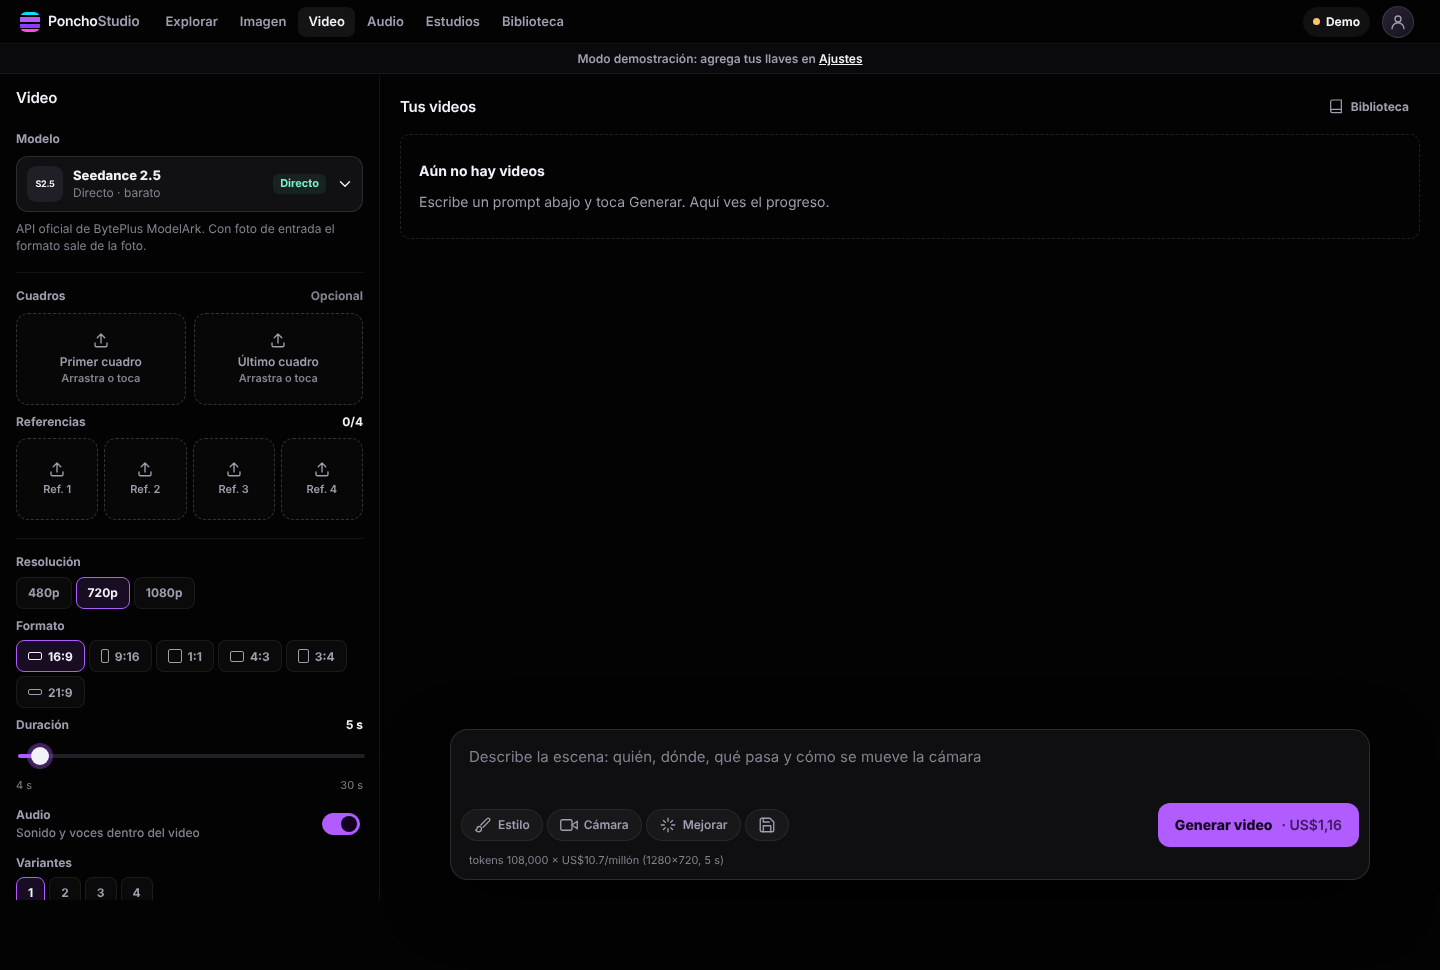 PonchoStudio Explorar Imagen Video Audio Estudios Biblioteca Demo
Modo demostración: agrega tus llaves en Ajustes
Video
Modelo
S2.5
Seedance 2.5
Directo · barato
Directo
API oficial de BytePlus ModelArk. Con foto de entrada el
formato sale de la foto.
Cuadros Opcional
Primer cuadro
Arrastra o toca
Último cuadro
Arrastra o toca
Referencias 0/4
Ref. 1 Ref. 2 Ref. 3 Ref. 4
Resolución
480p 720p 1080p
Formato
16:9 9:16 1:1 4:3 3:4
21:9
Duración 5 s
4 s 30 s
Audio
Sonido y voces dentro del video
Variantes
1 2 3 4
Tus videos Biblioteca
Aún no hay videos
Escribe un prompt abajo y toca Generar. Aquí ves el progreso.
Describe la escena: quién, dónde, qué pasa y cómo se mueve la cámara
Estilo Cámara Mejorar Generar video · US$1,16
tokens 108,000 × US$10.7/millón (1280×720, 5 s)